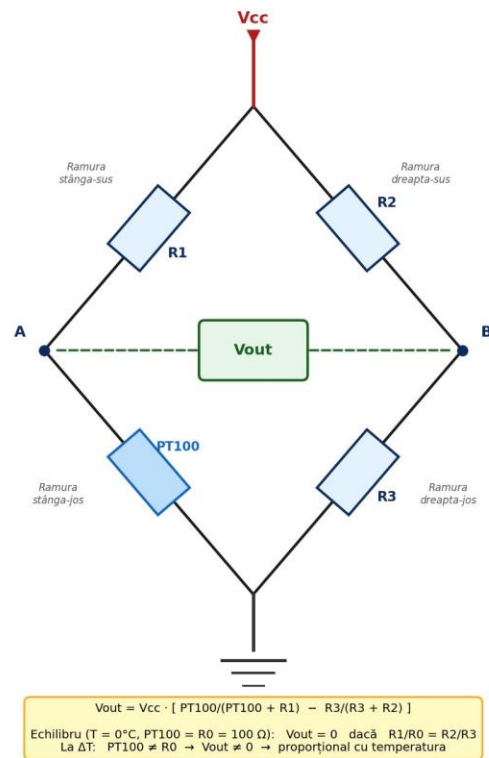 Vcc
Ramura
stânga-sus
Ramura
dreapta-sus
R2
R1
A
B
Vout
PT100
Ramura
stânga-jos
Ramura
dreapta-jos
R3
Vout = Vcc · [ PT100/(PT100 + R1) − R3/(R3 + R2) ]
Echilibru (T = 0°C, PT100 = R0 = 100 Ω): Vout = 0 dacă R1/R0 = R2/R3
La ΔT: PT100 ≠ R0 → Vout ≠ 0 → proporțional cu temperatura